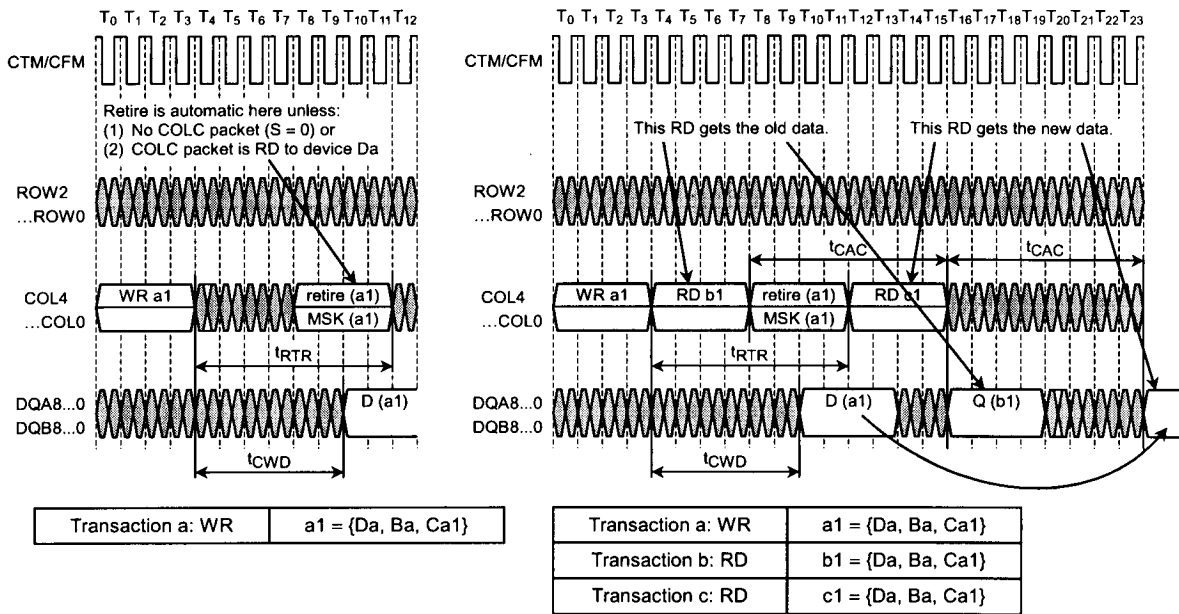 T0 T1 T2 T3 T4 T5 T6 T7 T8 T9 T10 T11 T12
CTM/CFM
Retire is automatic here unless:
(1) No COLC packet (S = 0) or
(2) COLC packet is RD to device Da
ROW2
...ROW0
COL4
...COL0
WR a1
retire (a1)
MSK (a1)
tRTR
DQA8...0
DQB8...0
D (a1)
tCWD
Transaction a: WR a1 = {Da, Ba, Ca1}
T0 T1 T2 T3 T4 T5 T6 T7 T8 T9 T10 T11 T12 T13 T14 T15 T16 T17 T18 T19 T20 T21 T22 T23
CTM/CFM
This RD gets the old data.
This RD gets the new data.
ROW2
...ROW0
tCAC
tCAC
COL4
...COL0
WR a1
RD b1
retire (a1)
RD c1
MSK (a1)
tRTR
DQA8...0
DQB8...0
D (a1)
Q (b1)
tCWD
Transaction a: WR a1 = {Da, Ba, Ca1}
Transaction b: RD b1 = {Da, Ba, Ca1}
Transaction c: RD c1 = {Da, Ba, Ca1}